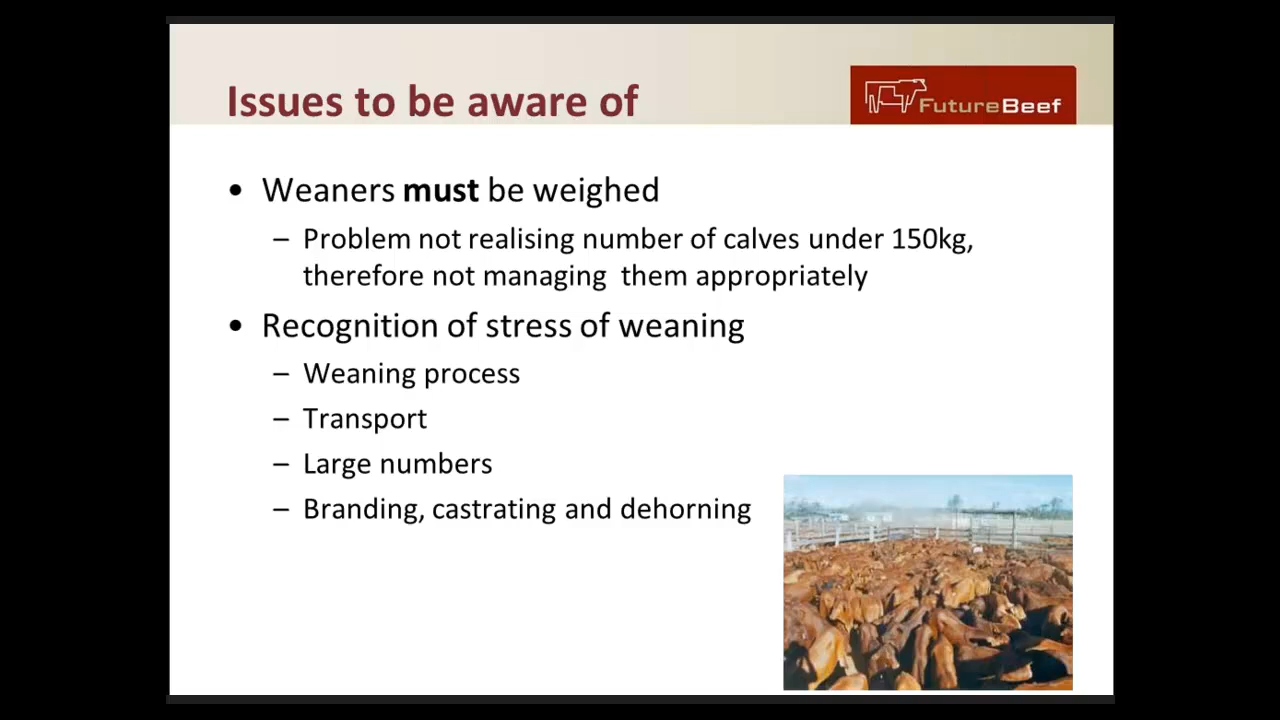 Issues to be aware of
FutureBeef
• Weaners must be weighed
– Problem not realising number of calves under 150kg,
therefore not managing  them appropriately
• Recognition of stress of weaning
– Weaning process
– Transport
– Large numbers
– Branding, castrating and dehorning